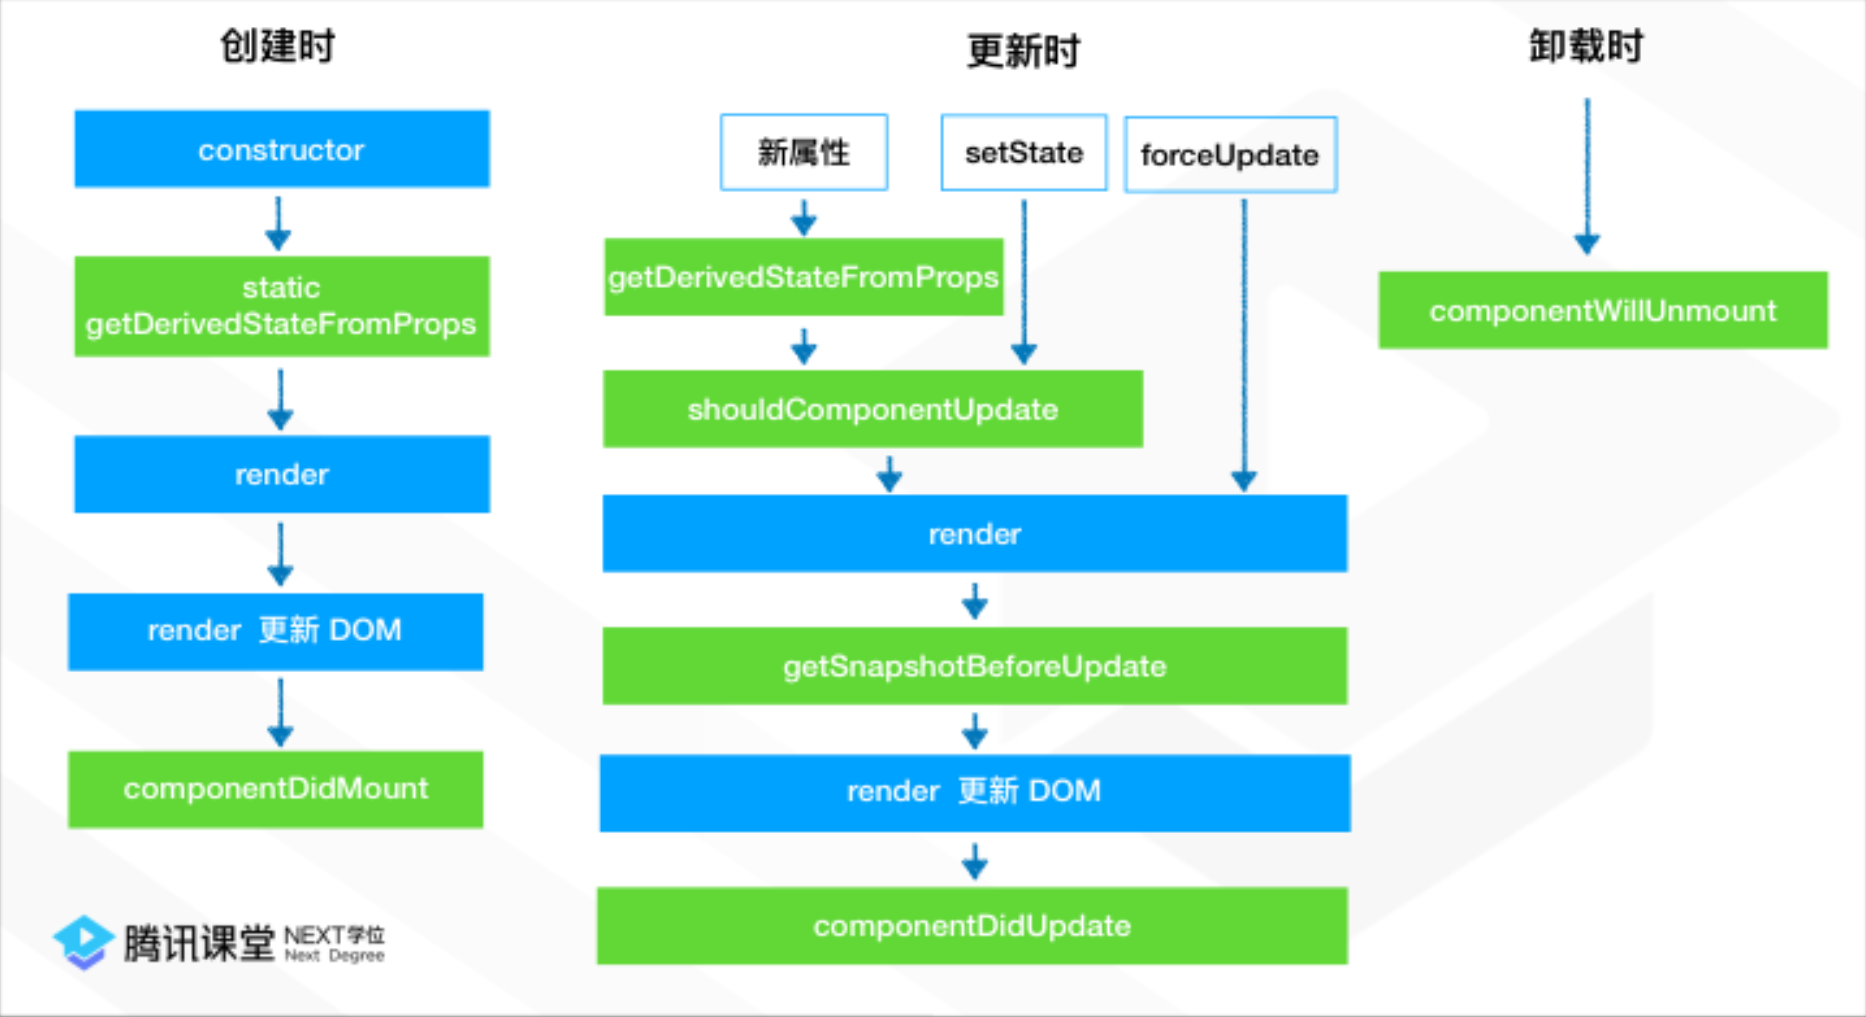 创建时
constructor
static
getDerivedStateFromProps
render
render 更新 DOM
componentDidMount
更新时
新属性
setState
forceUpdate
getDerivedStateFromProps
shouldComponentUpdate
render
getSnapshotBeforeUpdate
render 更新 DOM
componentDidUpdate
卸载时
componentWillUnmount
腾讯课堂
NEXT学位
Next Degree